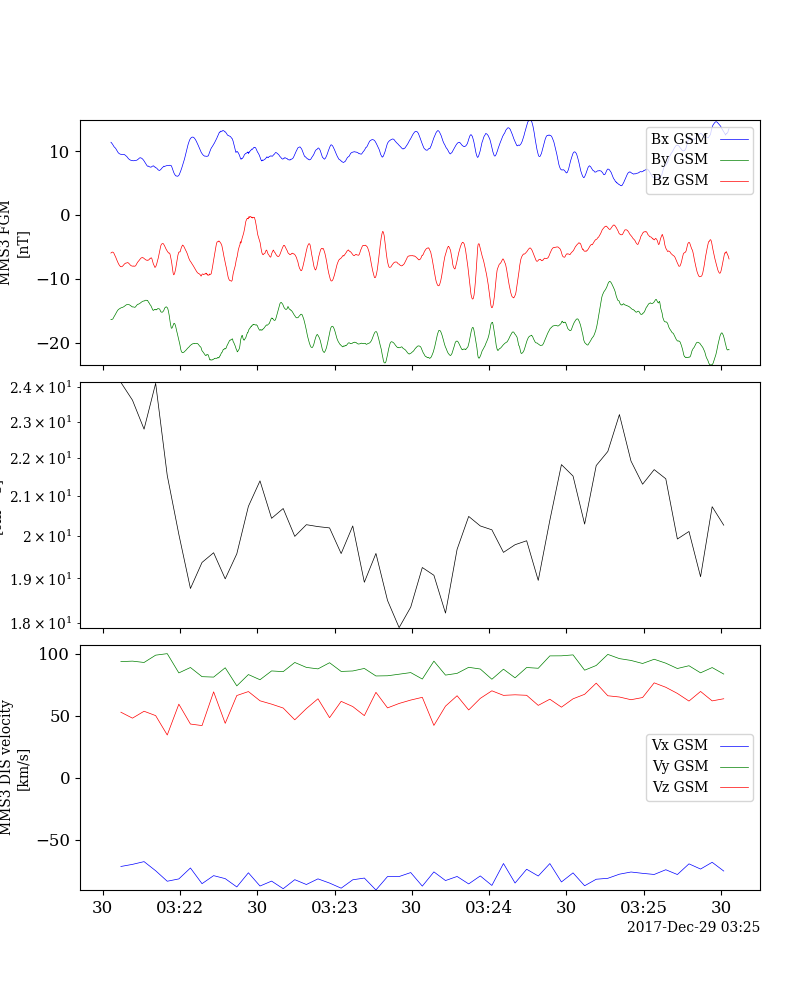 MMS3 FGM
[nT]
10
0
−10
−20
Bx GSM
By GSM
Bz GSM
2.4 × 10¹
2.3 × 10¹
2.2 × 10¹
2.1 × 10¹
2 × 10¹
1.9 × 10¹
1.8 × 10¹
MMS3 DIS velocity
[km/s]
100
50
0
−50
Vx GSM
Vy GSM
Vz GSM
30 03:22 30 03:23 30 03:24 30 03:25 30
2017-Dec-29 03:25